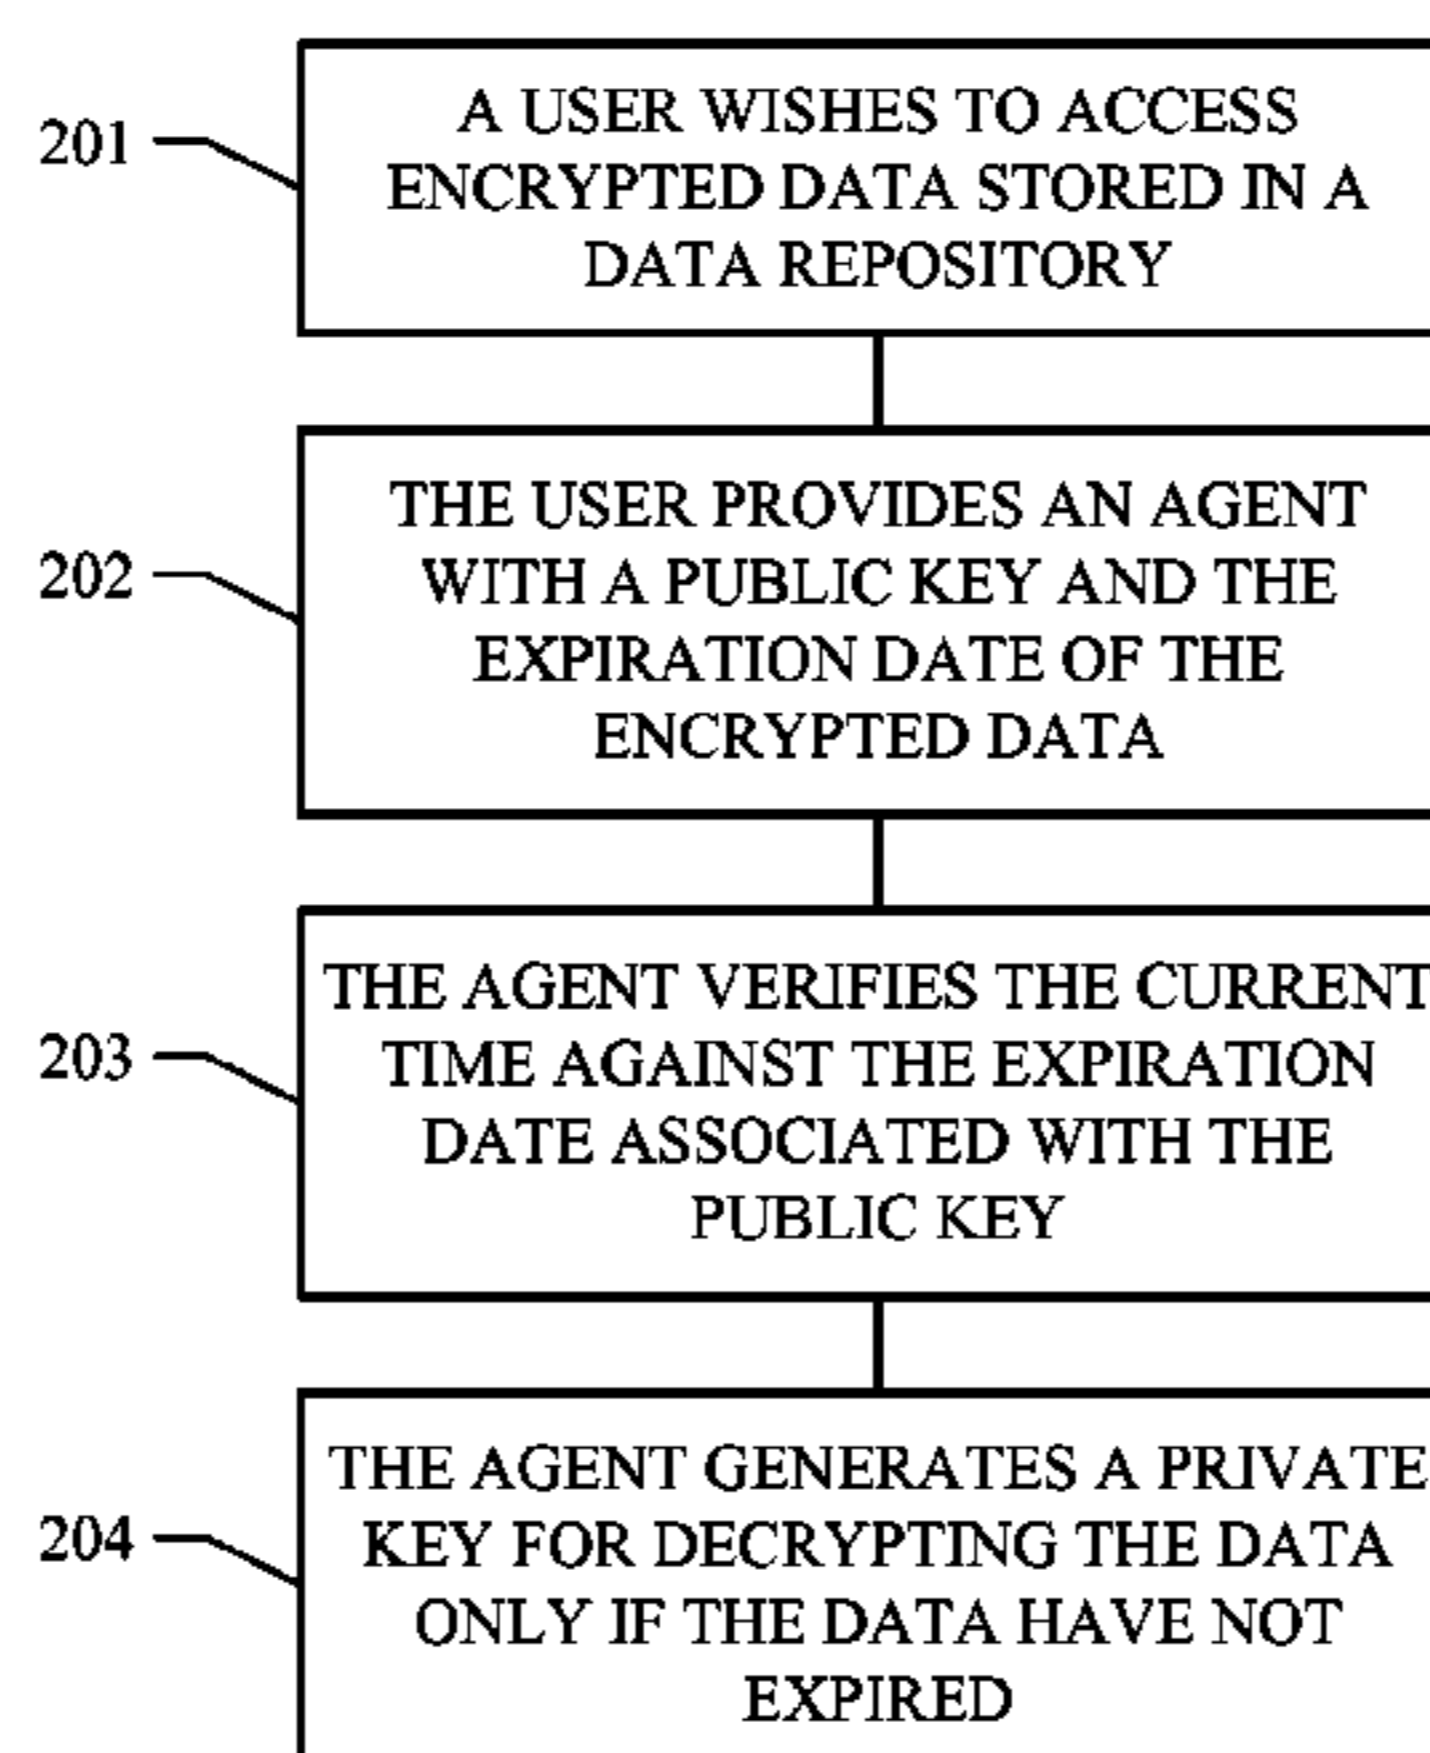 201
A USER WISHES TO ACCESS
ENCRYPTED DATA STORED IN A
DATA REPOSITORY
202
THE USER PROVIDES AN AGENT
WITH A PUBLIC KEY AND THE
EXPIRATION DATE OF THE
ENCRYPTED DATA
203
THE AGENT VERIFIES THE CURRENT
TIME AGAINST THE EXPIRATION
DATE ASSOCIATED WITH THE
PUBLIC KEY
204
THE AGENT GENERATES A PRIVATE
KEY FOR DECRYPTING THE DATA
ONLY IF THE DATA HAVE NOT
EXPIRED